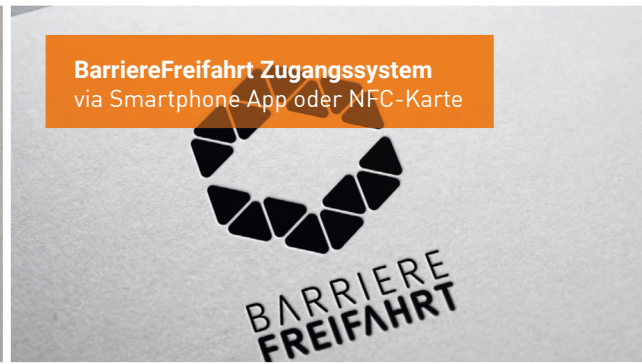 BarriereFreifahrt Zugangssystem
via Smartphone App oder NFC-Karte
BARRIERE
FREIFAHRT